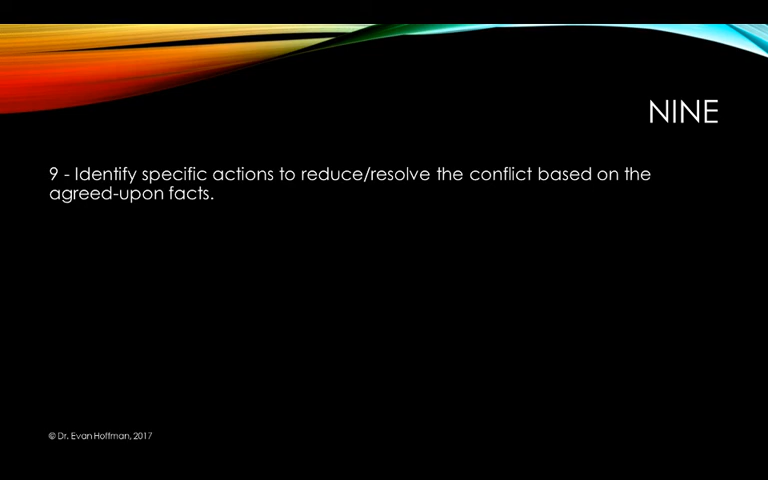 NINE
9 - Identify specific actions to reduce/resolve the conflict based on the
agreed-upon facts.
© Dr. Evan Hoffman, 2017